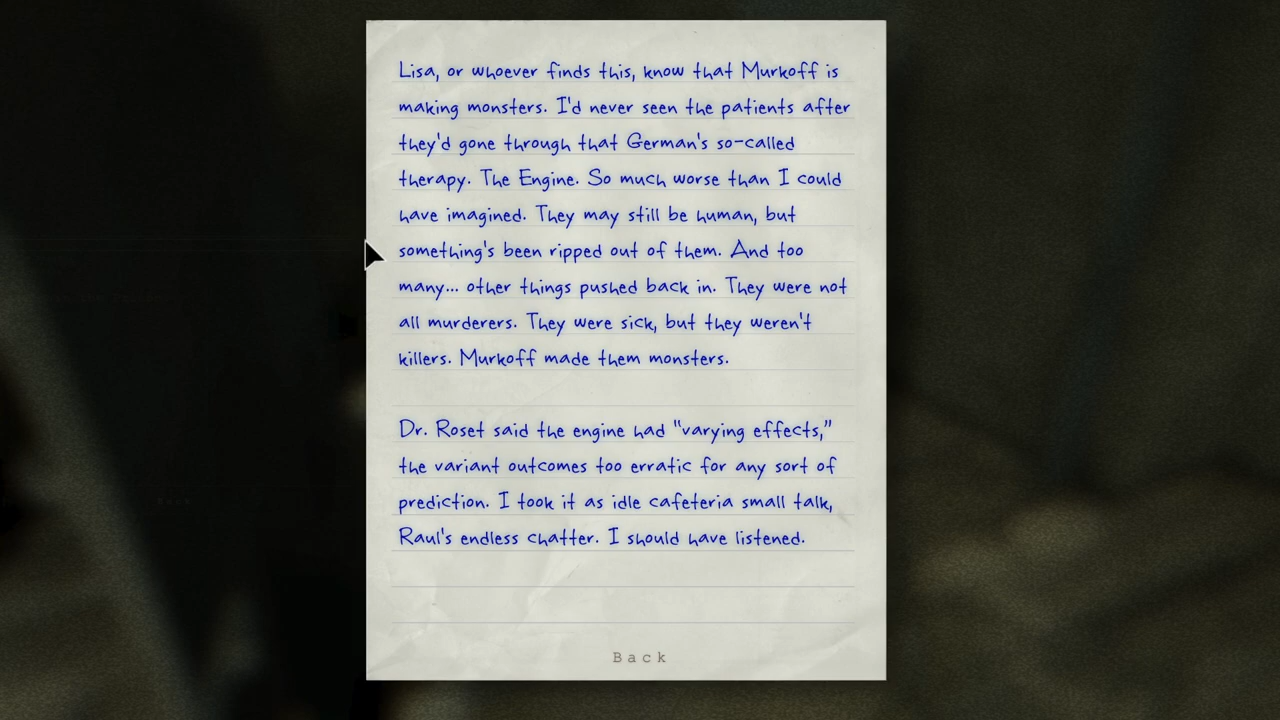 Lisa, or whoever finds this, know that Murkoff is
making monsters. I'd never seen the patients after
they'd gone through that German's so-called
therapy. The Engine. So much worse than I could
have imagined. They may still be human, but
something's been ripped out of them. And too
many... other things pushed back in. They were not
all murderers. They were sick, but they weren't
killers. Murkoff made them monsters.
Dr. Roset said the engine had "varying effects,"
the variant outcomes too erratic for any sort of
prediction. I took it as idle cafeteria small talk,
Raul's endless chatter. I should have listened.
Back